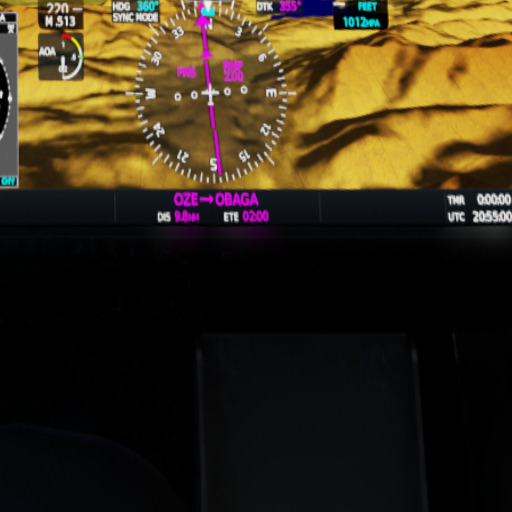 220
M .513
HDG 360°
SYNC MODE
DTK 355°
FEET
1012HPA
AOA
N
33
3
30
6
FMS
RNP
2.00
W
E
24
12
21
15
S
Off
OZE→OBAGA
DIS 9.8NM
ETE 02:00
TMR 0:00:00
UTC 20:55:00